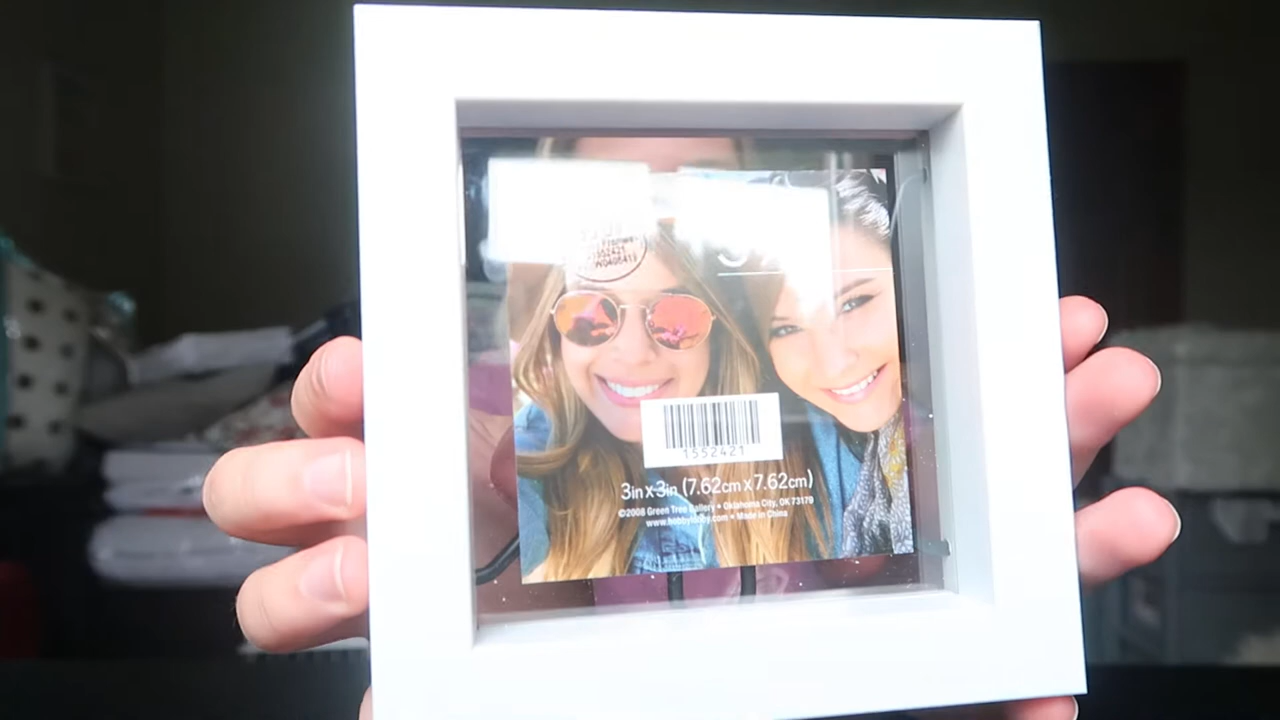 1552421
3in x 3in (7.62cm x 7.62cm)
©2008 Green Tree Gallery • Oklahoma City, OK 73179
www.hobbylobby.com • Made in China